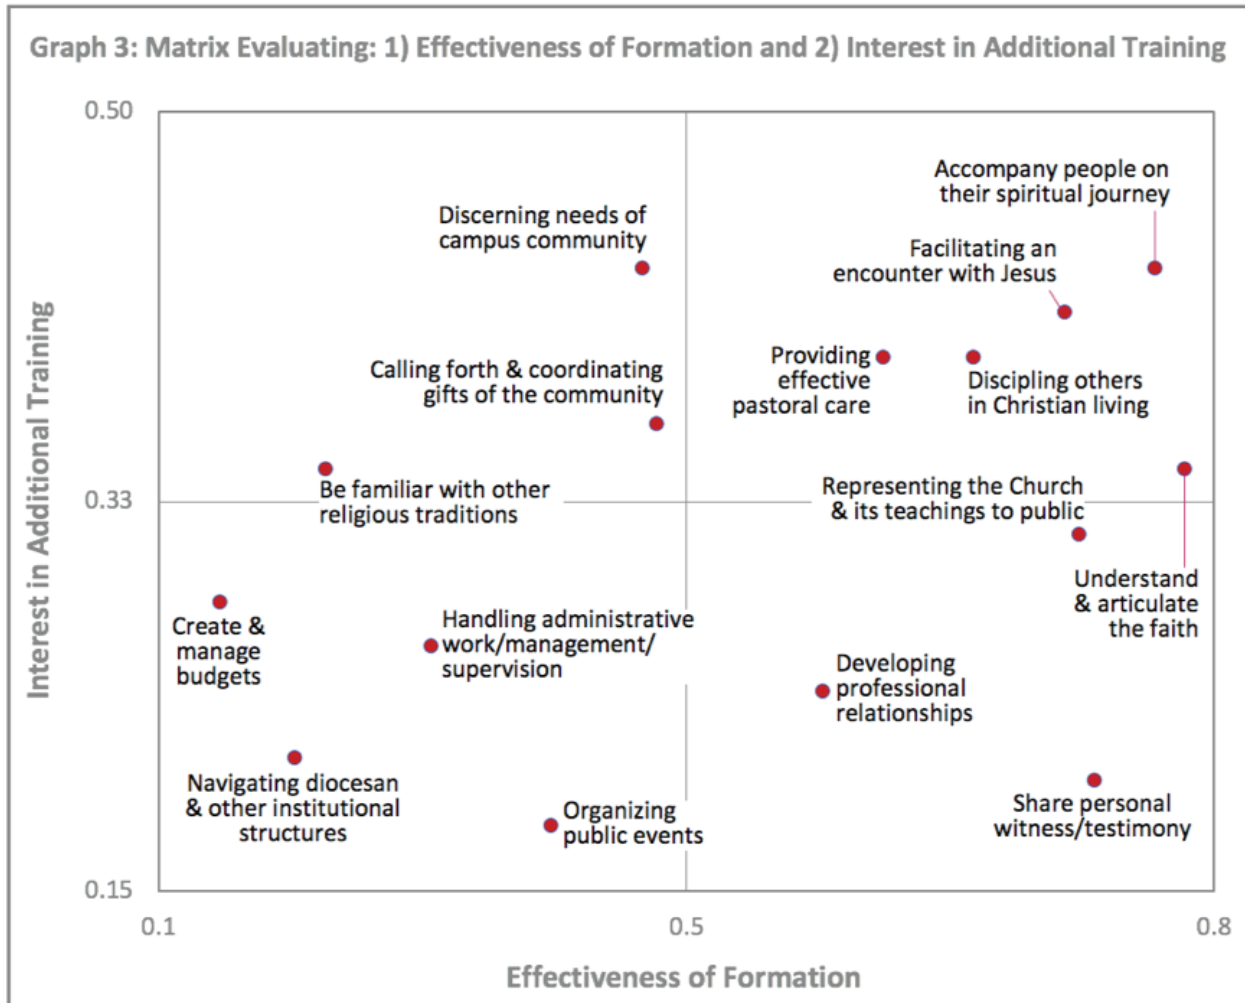 Graph 3: Matrix Evaluating: 1) Effectiveness of Formation and 2) Interest in Additional Training
0.50
Accompany people on
their spiritual journey
Discerning needs of
campus community
Facilitating an
encounter with Jesus
Providing
effective
pastoral care
Discipling others
in Christian living
Calling forth & coordinating
gifts of the community
Interest in Additional Training
0.33
Be familiar with other
religious traditions
Representing the Church
& its teachings to public
Understand
& articulate
the faith
Create &
manage
budgets
Handling administrative
work/management/
supervision
Developing
professional
relationships
Navigating diocesan
& other institutional
structures
Organizing
public events
Share personal
witness/testimony
0.15
0.1
0.5
0.8
Effectiveness of Formation